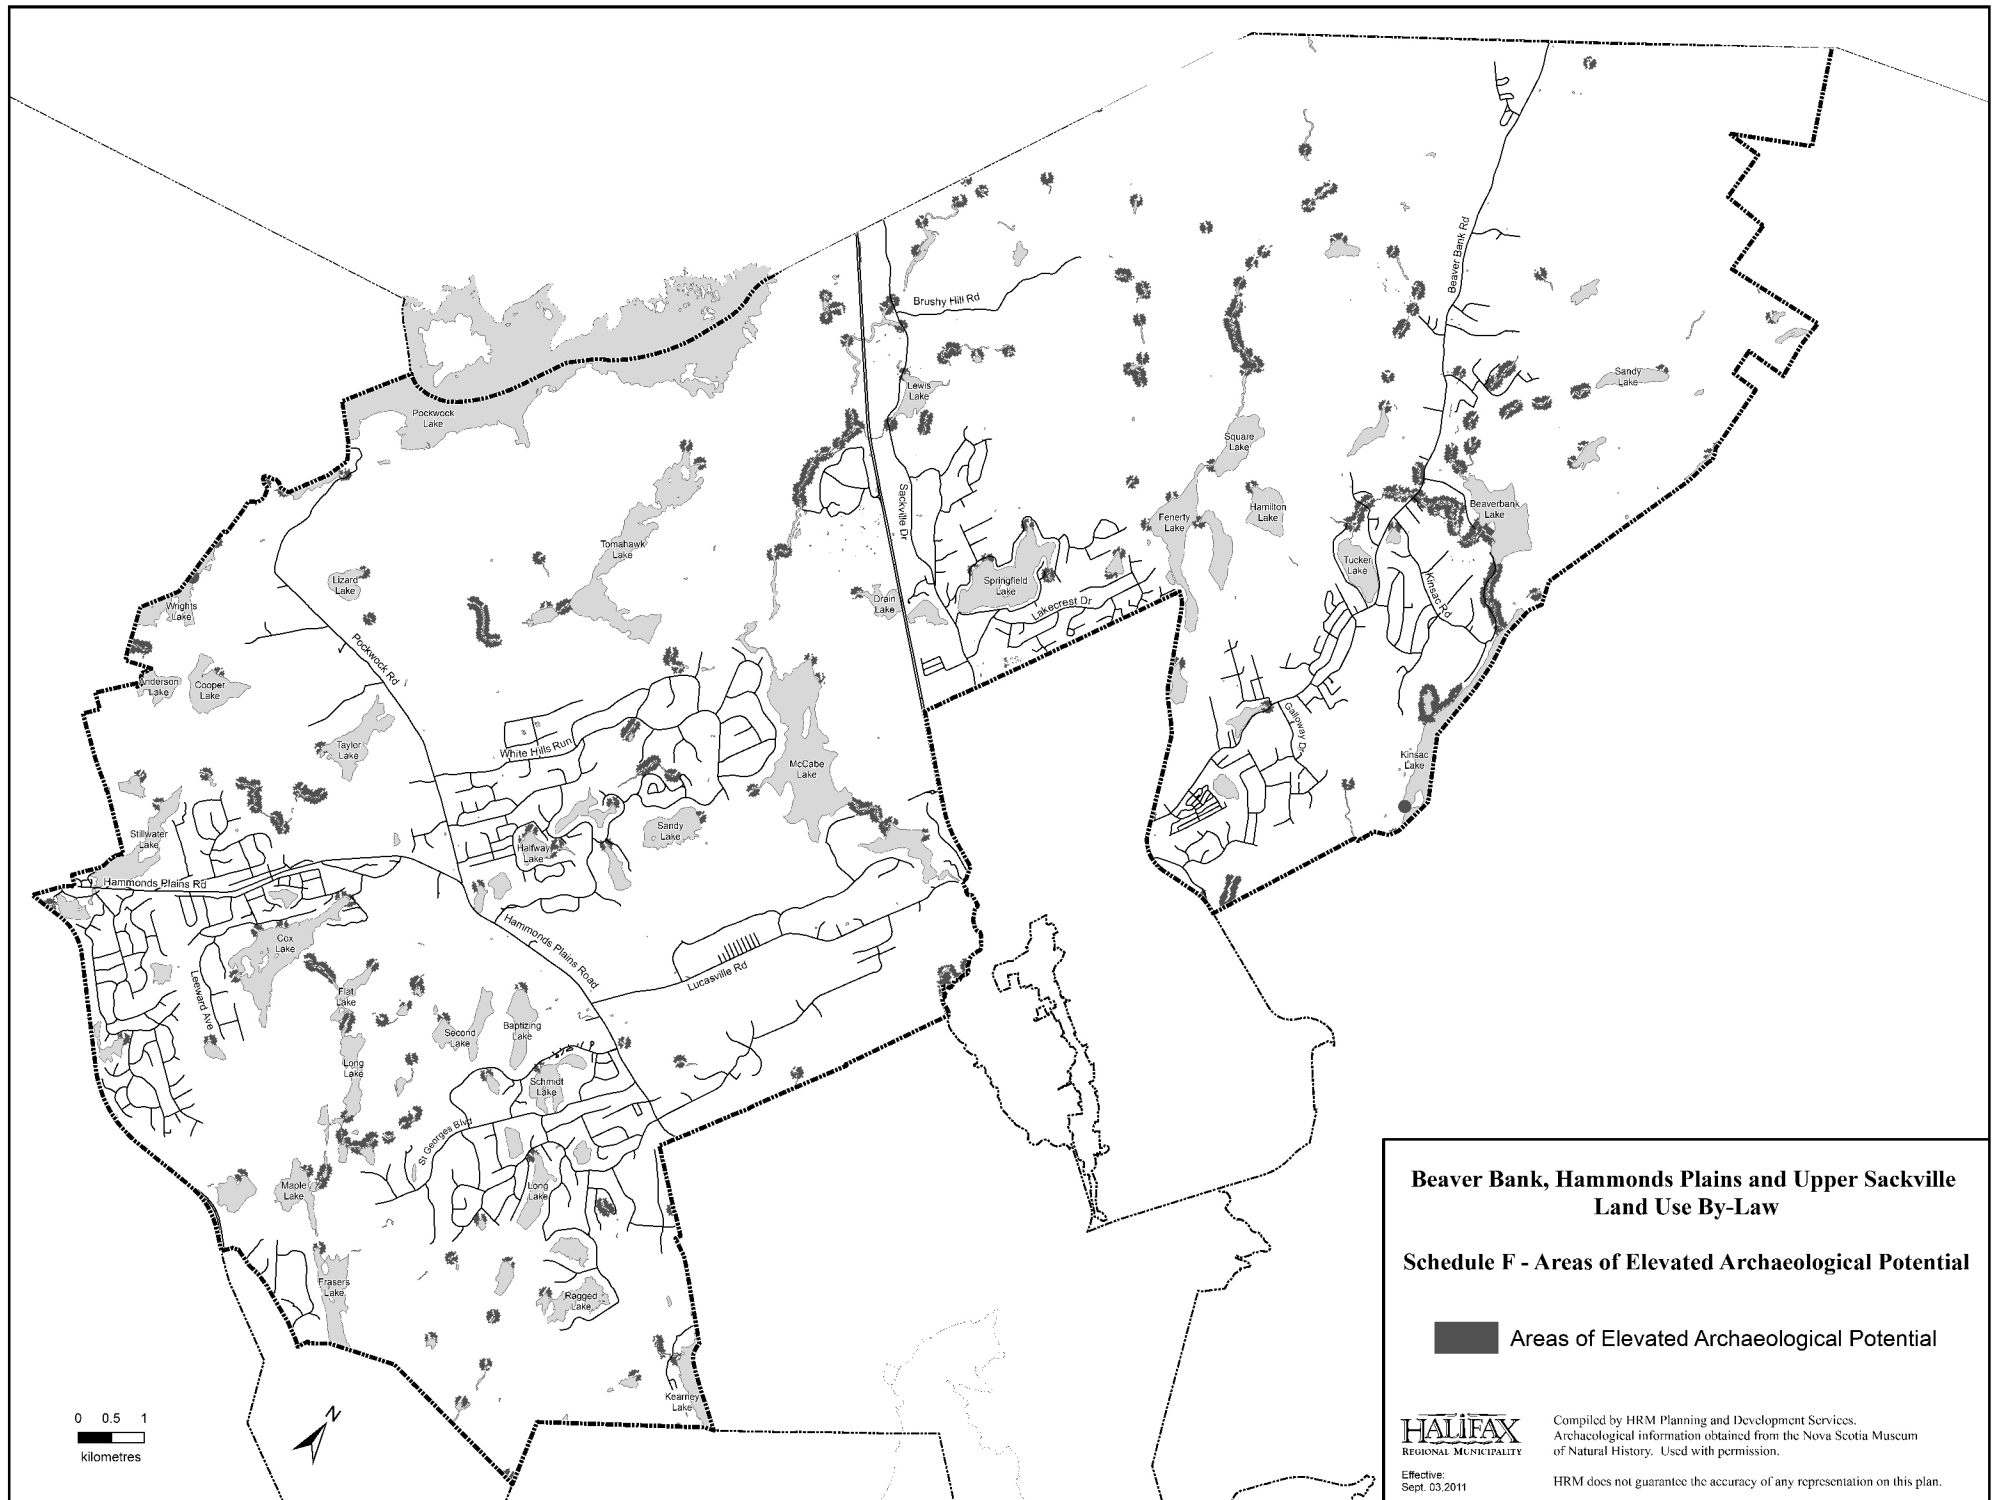 Brushy Hill Rd
Beaver Bank Rd
Lewis
Lake
Sandy
Lake
Pockwock
Lake
Square
Lake
Sackville Dr
Tomahawk
Lake
Fenerty
Lake
Hamilton
Lake
Beaverbank
Lake
Lizard
Lake
Springfield
Lake
Tucker
Lake
Kinsac Rd
Wrights
Lake
Drain
Lake
Lakecrest Dr
Pockwock Rd
Anderson
Lake
Cooper
Lake
Taylor
Lake
White Hills Run
Galloway Dr
McCabe
Lake
Kinsac
Lake
Stillwater
Lake
Sandy
Lake
Halfway
Lake
Hammonds Plains Rd
Cox
Lake
Hammonds Plains Road
Lucasville Rd
Leeward Ave
Flat
Lake
Second
Lake
Baptizing
Lake
Long
Lake
Schmidt
Lake
St Georges Blvd
Maple
Lake
Long
Lake
Frasers
Lake
Ragged
Lake
Kearney
Lake
0 0.5 1
kilometres
N
Beaver Bank, Hammonds Plains and Upper Sackville
Land Use By-Law
Schedule F - Areas of Elevated Archaeological Potential
Areas of Elevated Archaeological Potential
HALIFAX
REGIONAL MUNICIPALITY
Effective:
Sept. 03,2011
Compiled by HRM Planning and Development Services.
Archaeological information obtained from the Nova Scotia Museum
of Natural History. Used with permission.
HRM does not guarantee the accuracy of any representation on this plan.